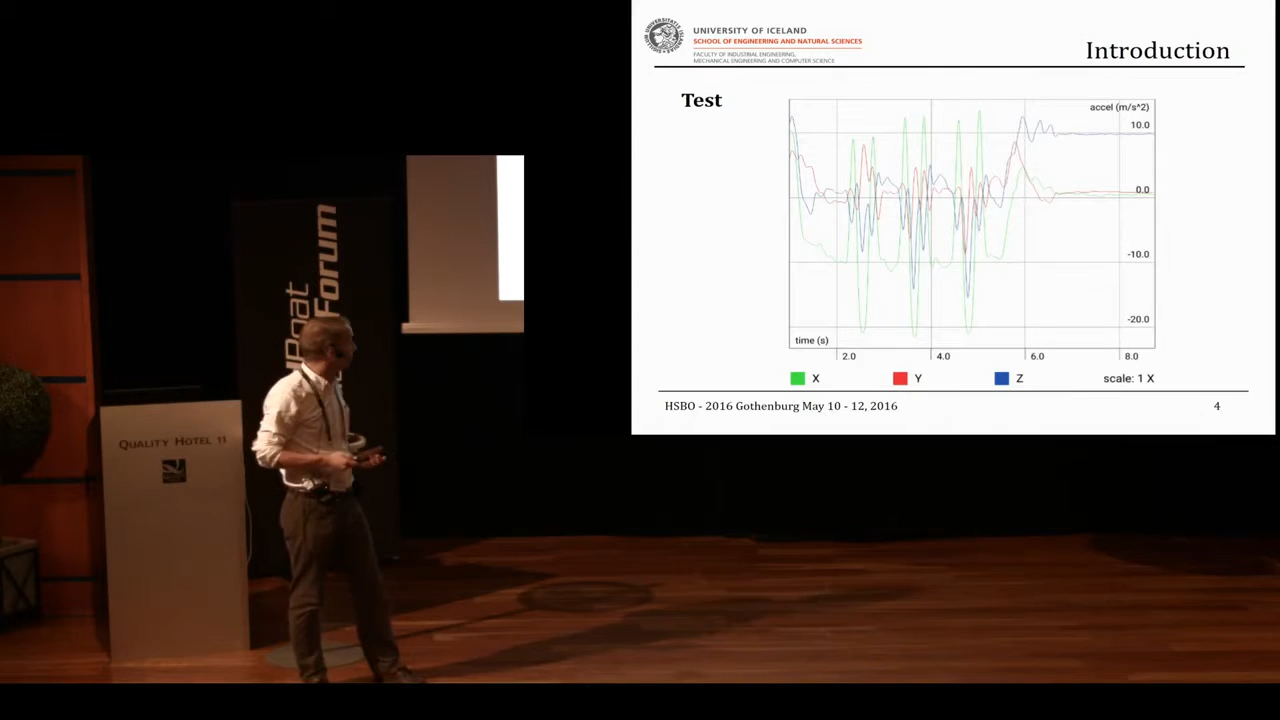 UNIVERSITY OF ICELAND
SCHOOL OF ENGINEERING AND NATURAL SCIENCES
FACULTY OF INDUSTRIAL ENGINEERING,
MECHANICAL ENGINEERING AND COMPUTER SCIENCE
Introduction
Test
accel (m/s^2)
10.0
0.0
-10.0
-20.0
time (s)
2.0
4.0
6.0
8.0
X
Y
Z
scale: 1 X
HSBO - 2016 Gothenburg May 10 - 12, 2016
4
Forum
QUALITY HOTEL 11